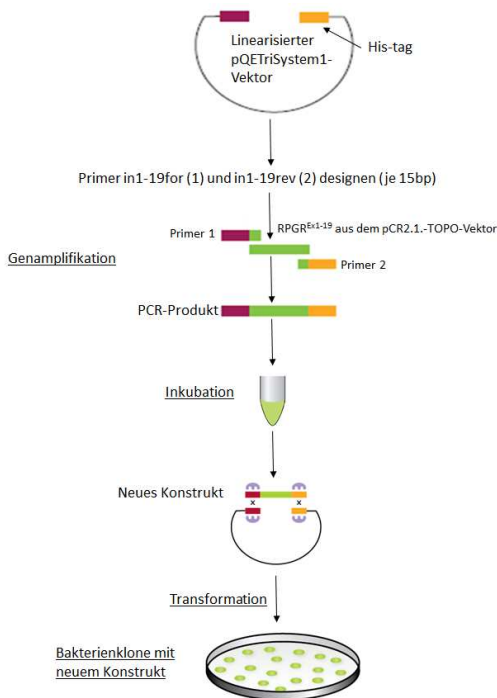 Linearisierter
pQETriSystem1-
Vektor
His-tag
Primer in1-19for (1) und in1-19rev (2) designen (je 15bp)
Primer 1
RPGR^Ex1-19 aus dem pCR2.1.-TOPO-Vektor
Genamplifikation
Primer 2
PCR-Produkt
Inkubation
Neues Konstrukt
x x
Transformation
Bakterienklone mit
neuem Konstrukt